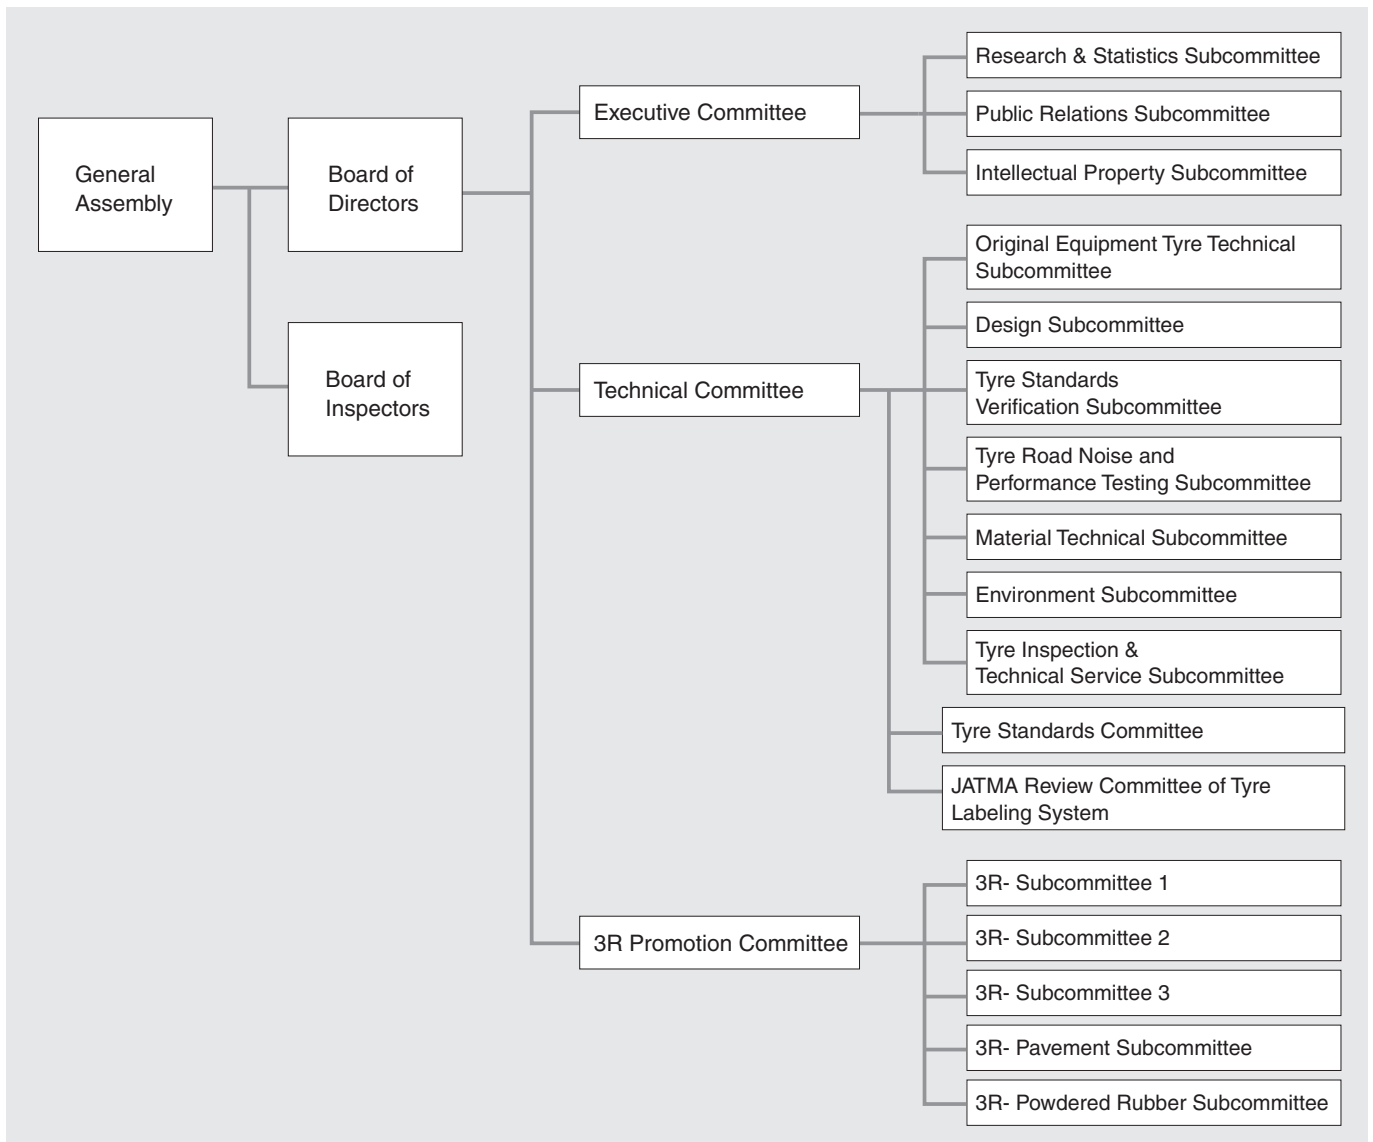 General
Assembly
Board of
Directors
Board of
Inspectors
Executive Committee
Research & Statistics Subcommittee
Public Relations Subcommittee
Intellectual Property Subcommittee
Technical Committee
Original Equipment Tyre Technical
Subcommittee
Design Subcommittee
Tyre Standards
Verification Subcommittee
Tyre Road Noise and
Performance Testing Subcommittee
Material Technical Subcommittee
Environment Subcommittee
Tyre Inspection &
Technical Service Subcommittee
Tyre Standards Committee
JATMA Review Committee of Tyre
Labeling System
3R Promotion Committee
3R- Subcommittee 1
3R- Subcommittee 2
3R- Subcommittee 3
3R- Pavement Subcommittee
3R- Powdered Rubber Subcommittee